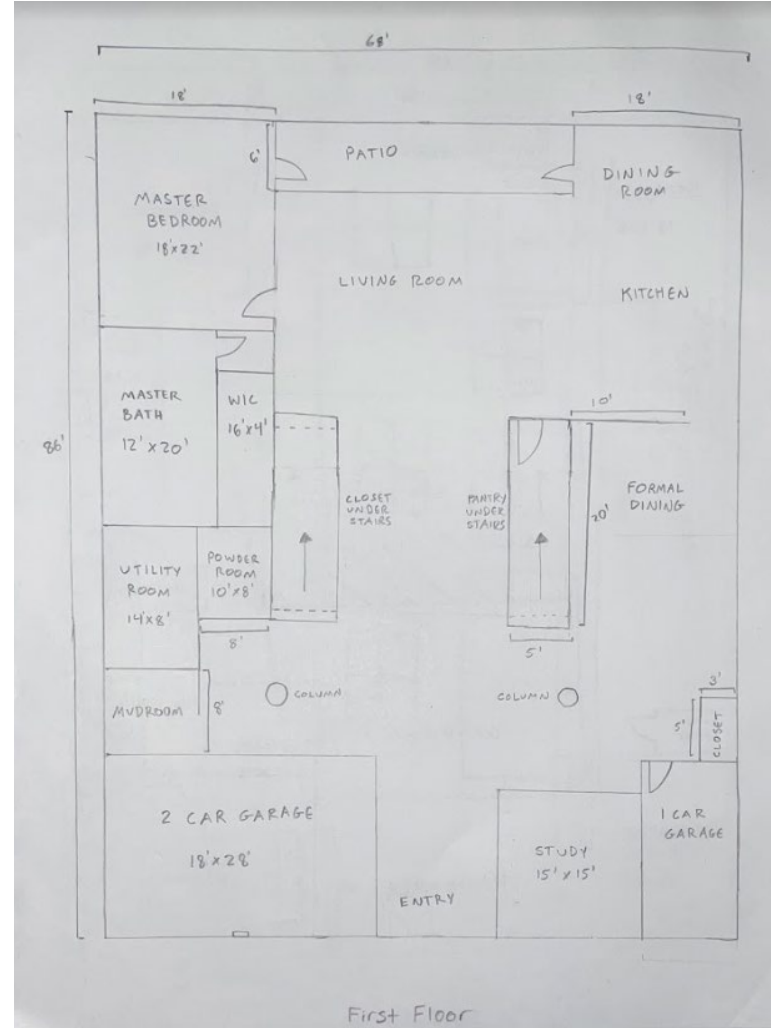 68'
18'
18'
6'
PATIO
DINING
ROOM
MASTER
BEDROOM
18'x22'
LIVING ROOM
KITCHEN
86'
MASTER
BATH
12' x20'
WIC
16'x4'
10'
CLOSET
UNDER
STAIRS
PANTRY
UNDER
STAIRS
20'
FORMAL
DINING
UTILITY
ROOM
14'x8'
POWDER
ROOM
10'x8'
8'
5'
MUDROOM
8'
COLUMN
COLUMN
3'
5'
CLOSET
2 CAR GARAGE
18'x28'
ENTRY
STUDY
15' x 15'
1 CAR
GARAGE
First Floor